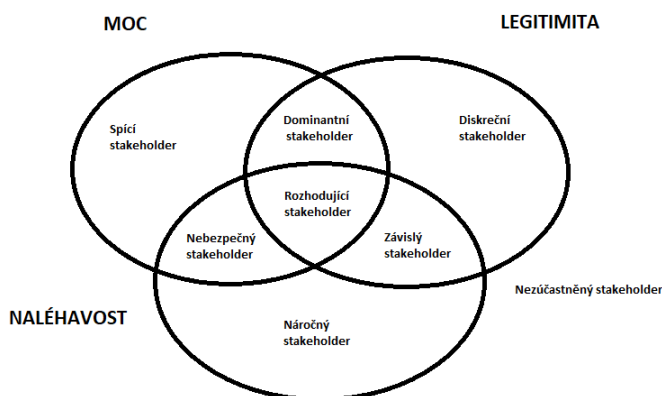 MOC
LEGITIMITA
Spící
stakeholder
Dominantní
stakeholder
Diskreční
stakeholder
Rozhodující
stakeholder
Nebezpečný
stakeholder
Závislý
stakeholder
Nezúčastněný stakeholder
NALÉHAVOST
Náročný
stakeholder